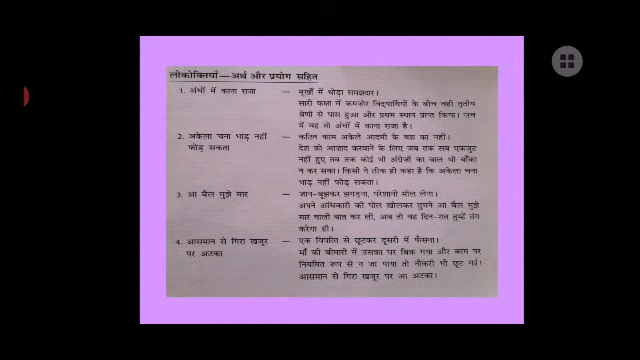 लोकोक्तियाँ—अर्थ और प्रयोग सहित
1. अंधों में काना राजा — मूर्खों में थोड़ा समझदार।
सारी कक्षा में कमजोर विद्यार्थियों के बीच वही तृतीय
श्रेणी से पास हुआ और प्रथम स्थान प्राप्त किया। उन
में वह तो अंधों में काना राजा है।
2. अकेला चना भाड़ नहीं — कठिन काम अकेले आदमी के वश का नहीं।
फोड़ सकता देश को आज़ाद करवाने के लिए जब तक सब एकजुट
नहीं हुए तब तक कोई भी अंग्रेजों का बाल भी बाँका
न कर सका। किसी ने ठीक ही कहा है कि अकेला चना
भाड़ नहीं फोड़ सकता।
3. आ बैल मुझे मार — जान-बूझकर झगड़ना, परेशानी मोल लेना।
अपने अधिकारी की पोल खोलकर तुमने आ बैल मुझे
मार वाली बात कर ली, अब तो वह दिन-रात तुम्हें तंग
करेगा ही।
4. आसमान से गिरा खजूर — एक विपत्ति से छूटकर दूसरी में फँसना।
पर अटका माँ की बीमारी में उसका घर बिक गया और काम पर
नियमित रूप से न जा पाया तो नौकरी भी छूट गई।
आसमान से गिरा खजूर पर आ अटका।